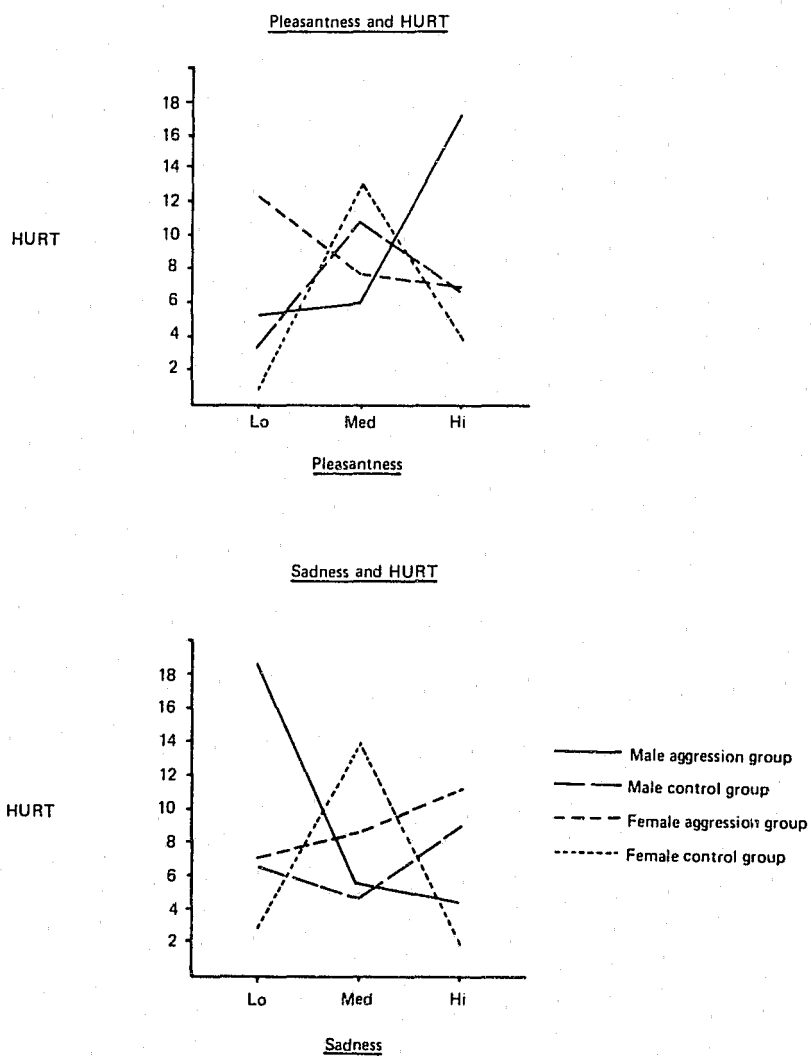 Pleasantness and HURT
18
16
14
12
HURT
10
8
6
4
2
Lo Med Hi
Pleasantness
Sadness and HURT
18
16
14
12
HURT
10
8
6
4
2
Lo Med Hi
Sadness
Male aggression group
Male control group
Female aggression group
Female control group